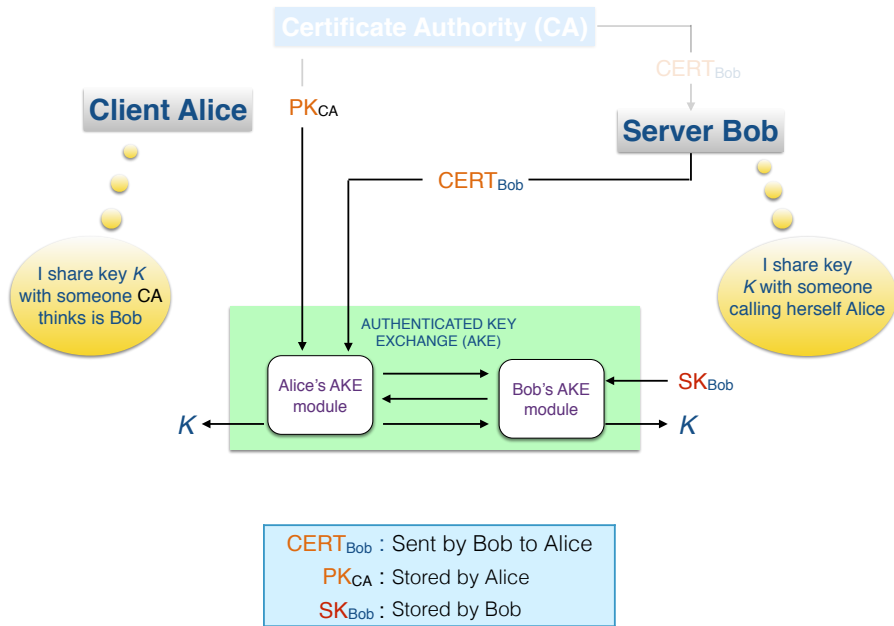 Certificate Authority (CA)
CERTBob
PKCA
Client Alice
Server Bob
CERTBob
I share key K
with someone CA
thinks is Bob
I share key
K with someone
calling herself Alice
AUTHENTICATED KEY
EXCHANGE (AKE)
Alice's AKE
module
Bob's AKE
module
SKBob
K
K
CERTBob : Sent by Bob to Alice
PKCA : Stored by Alice
SKBob : Stored by Bob